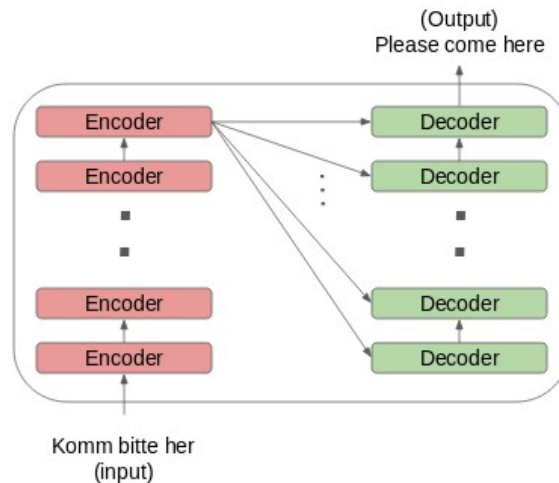 (Output)
Please come here
Encoder
Decoder
Encoder
Decoder
Encoder
Decoder
Encoder
Decoder
Komm bitte her
(input)